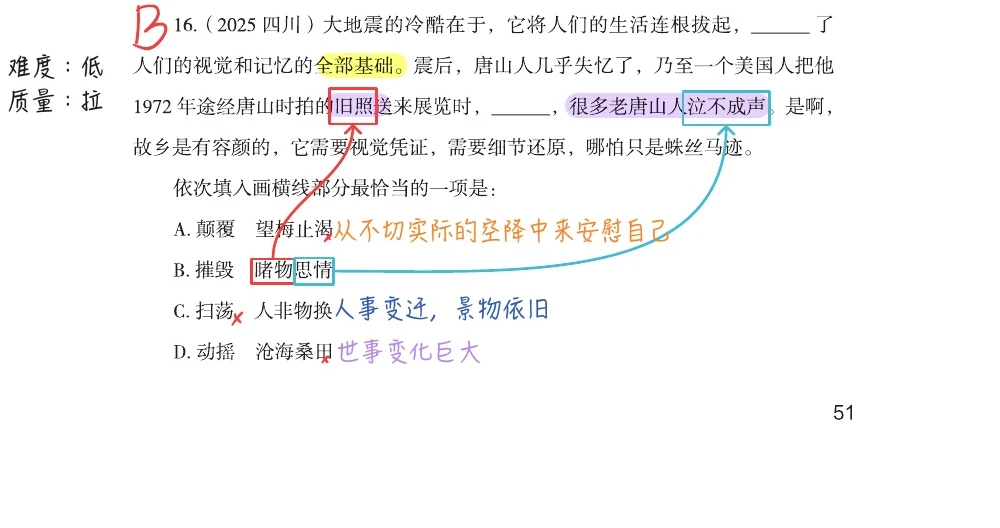 B 16.（2025 四川）大地震的冷酷在于，它将人们的生活连根拔起，______ 了
难度：低
人们的视觉和记忆的全部基础。震后，唐山人几乎失忆了，乃至一个美国人把他
质量：拉
1972 年途经唐山时拍的旧照送来展览时，______，很多老唐山人泣不成声。是啊，
故乡是有容颜的，它需要视觉凭证，需要细节还原，哪怕只是蛛丝马迹。
依次填入画横线部分最恰当的一项是：
A. 颠覆 望梅止渴 从不切实际的空降中来安慰自己
B. 摧毁 睹物思情
C. 扫荡 人非物换 人事变迁，景物依旧
D. 动摇 沧海桑田 世事变化巨大
51